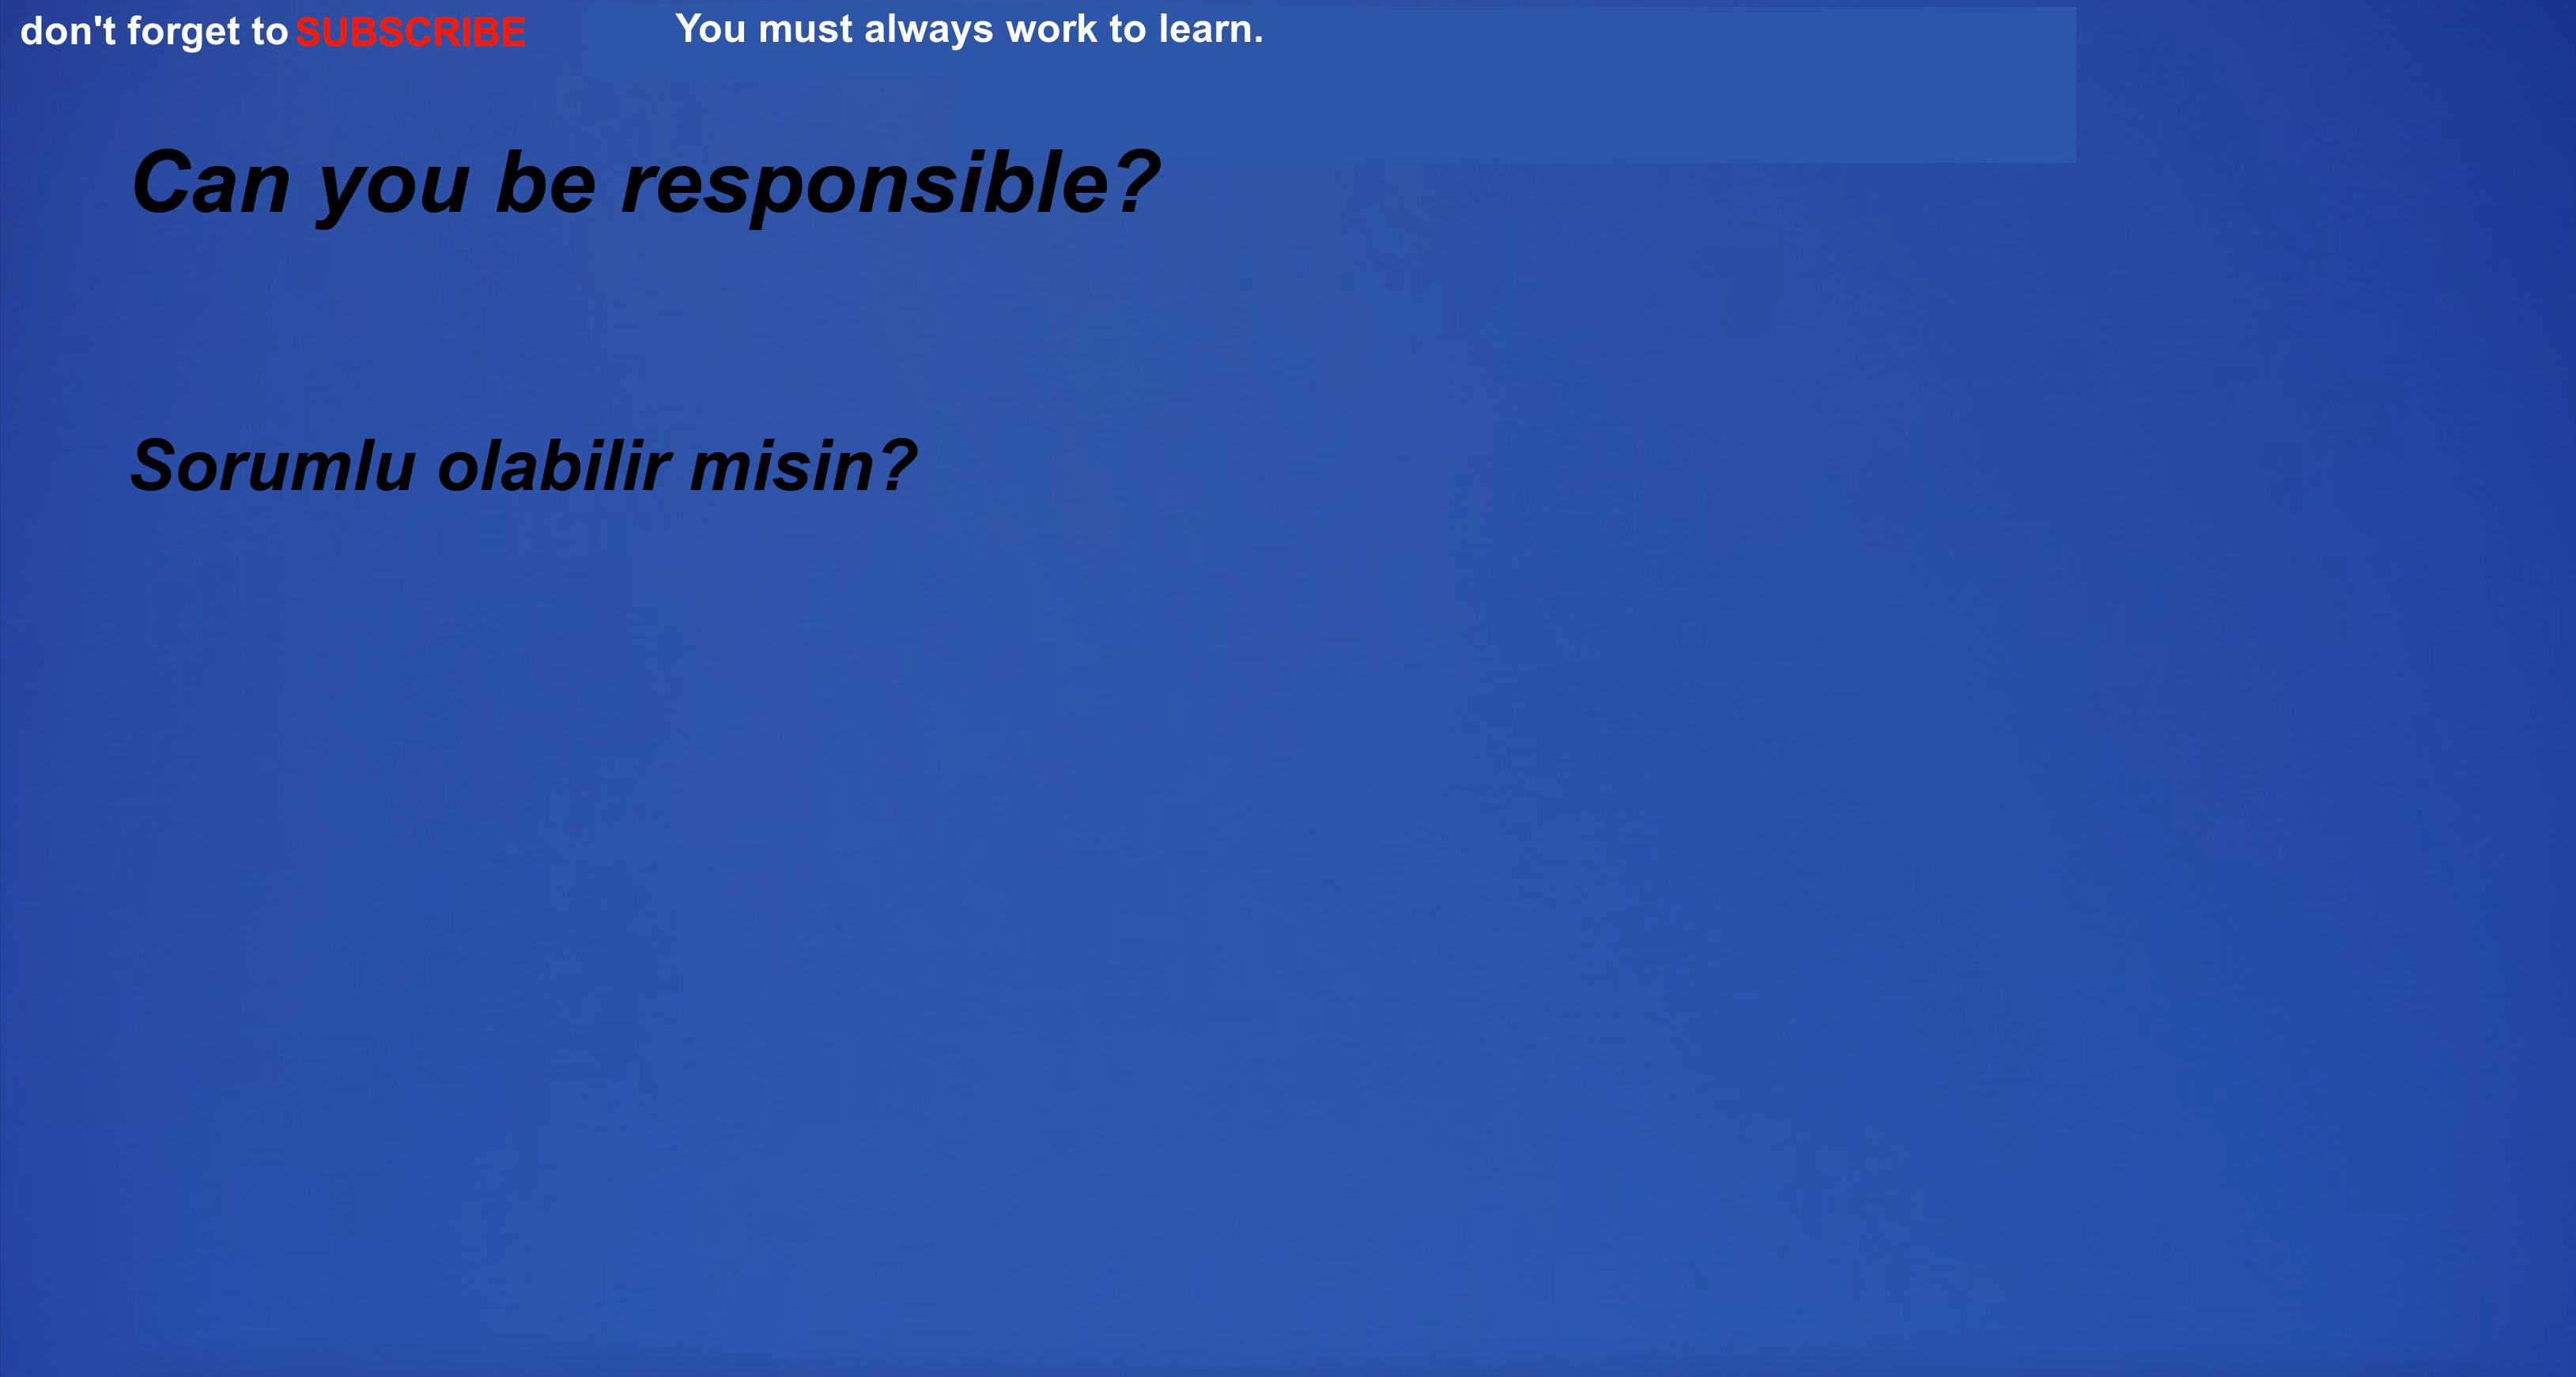 don't forget to SUBSCRIBE
You must always work to learn.
Can you be responsible?
Sorumlu olabilir misin?